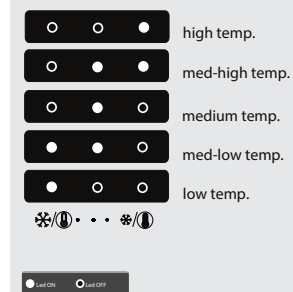 high temp.
med-high temp.
medium temp.
med-low temp.
low temp.
Led ON Led OFF